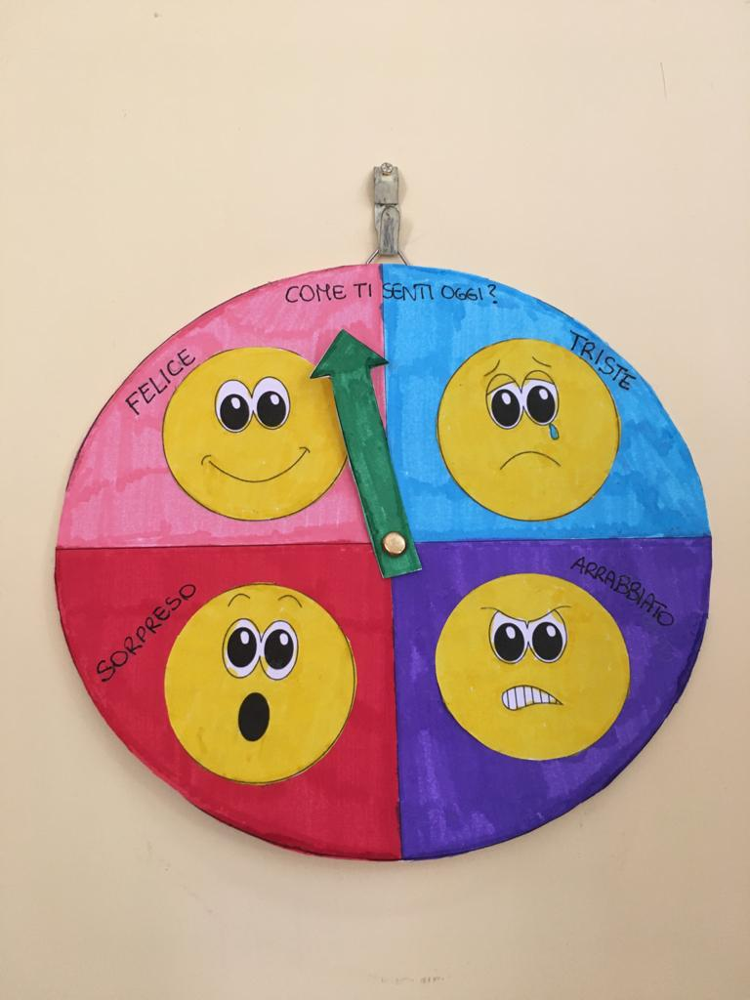 COME TI SENTI OGGI?
FELICE
TRISTE
SORPRESO
ARRABBIATO